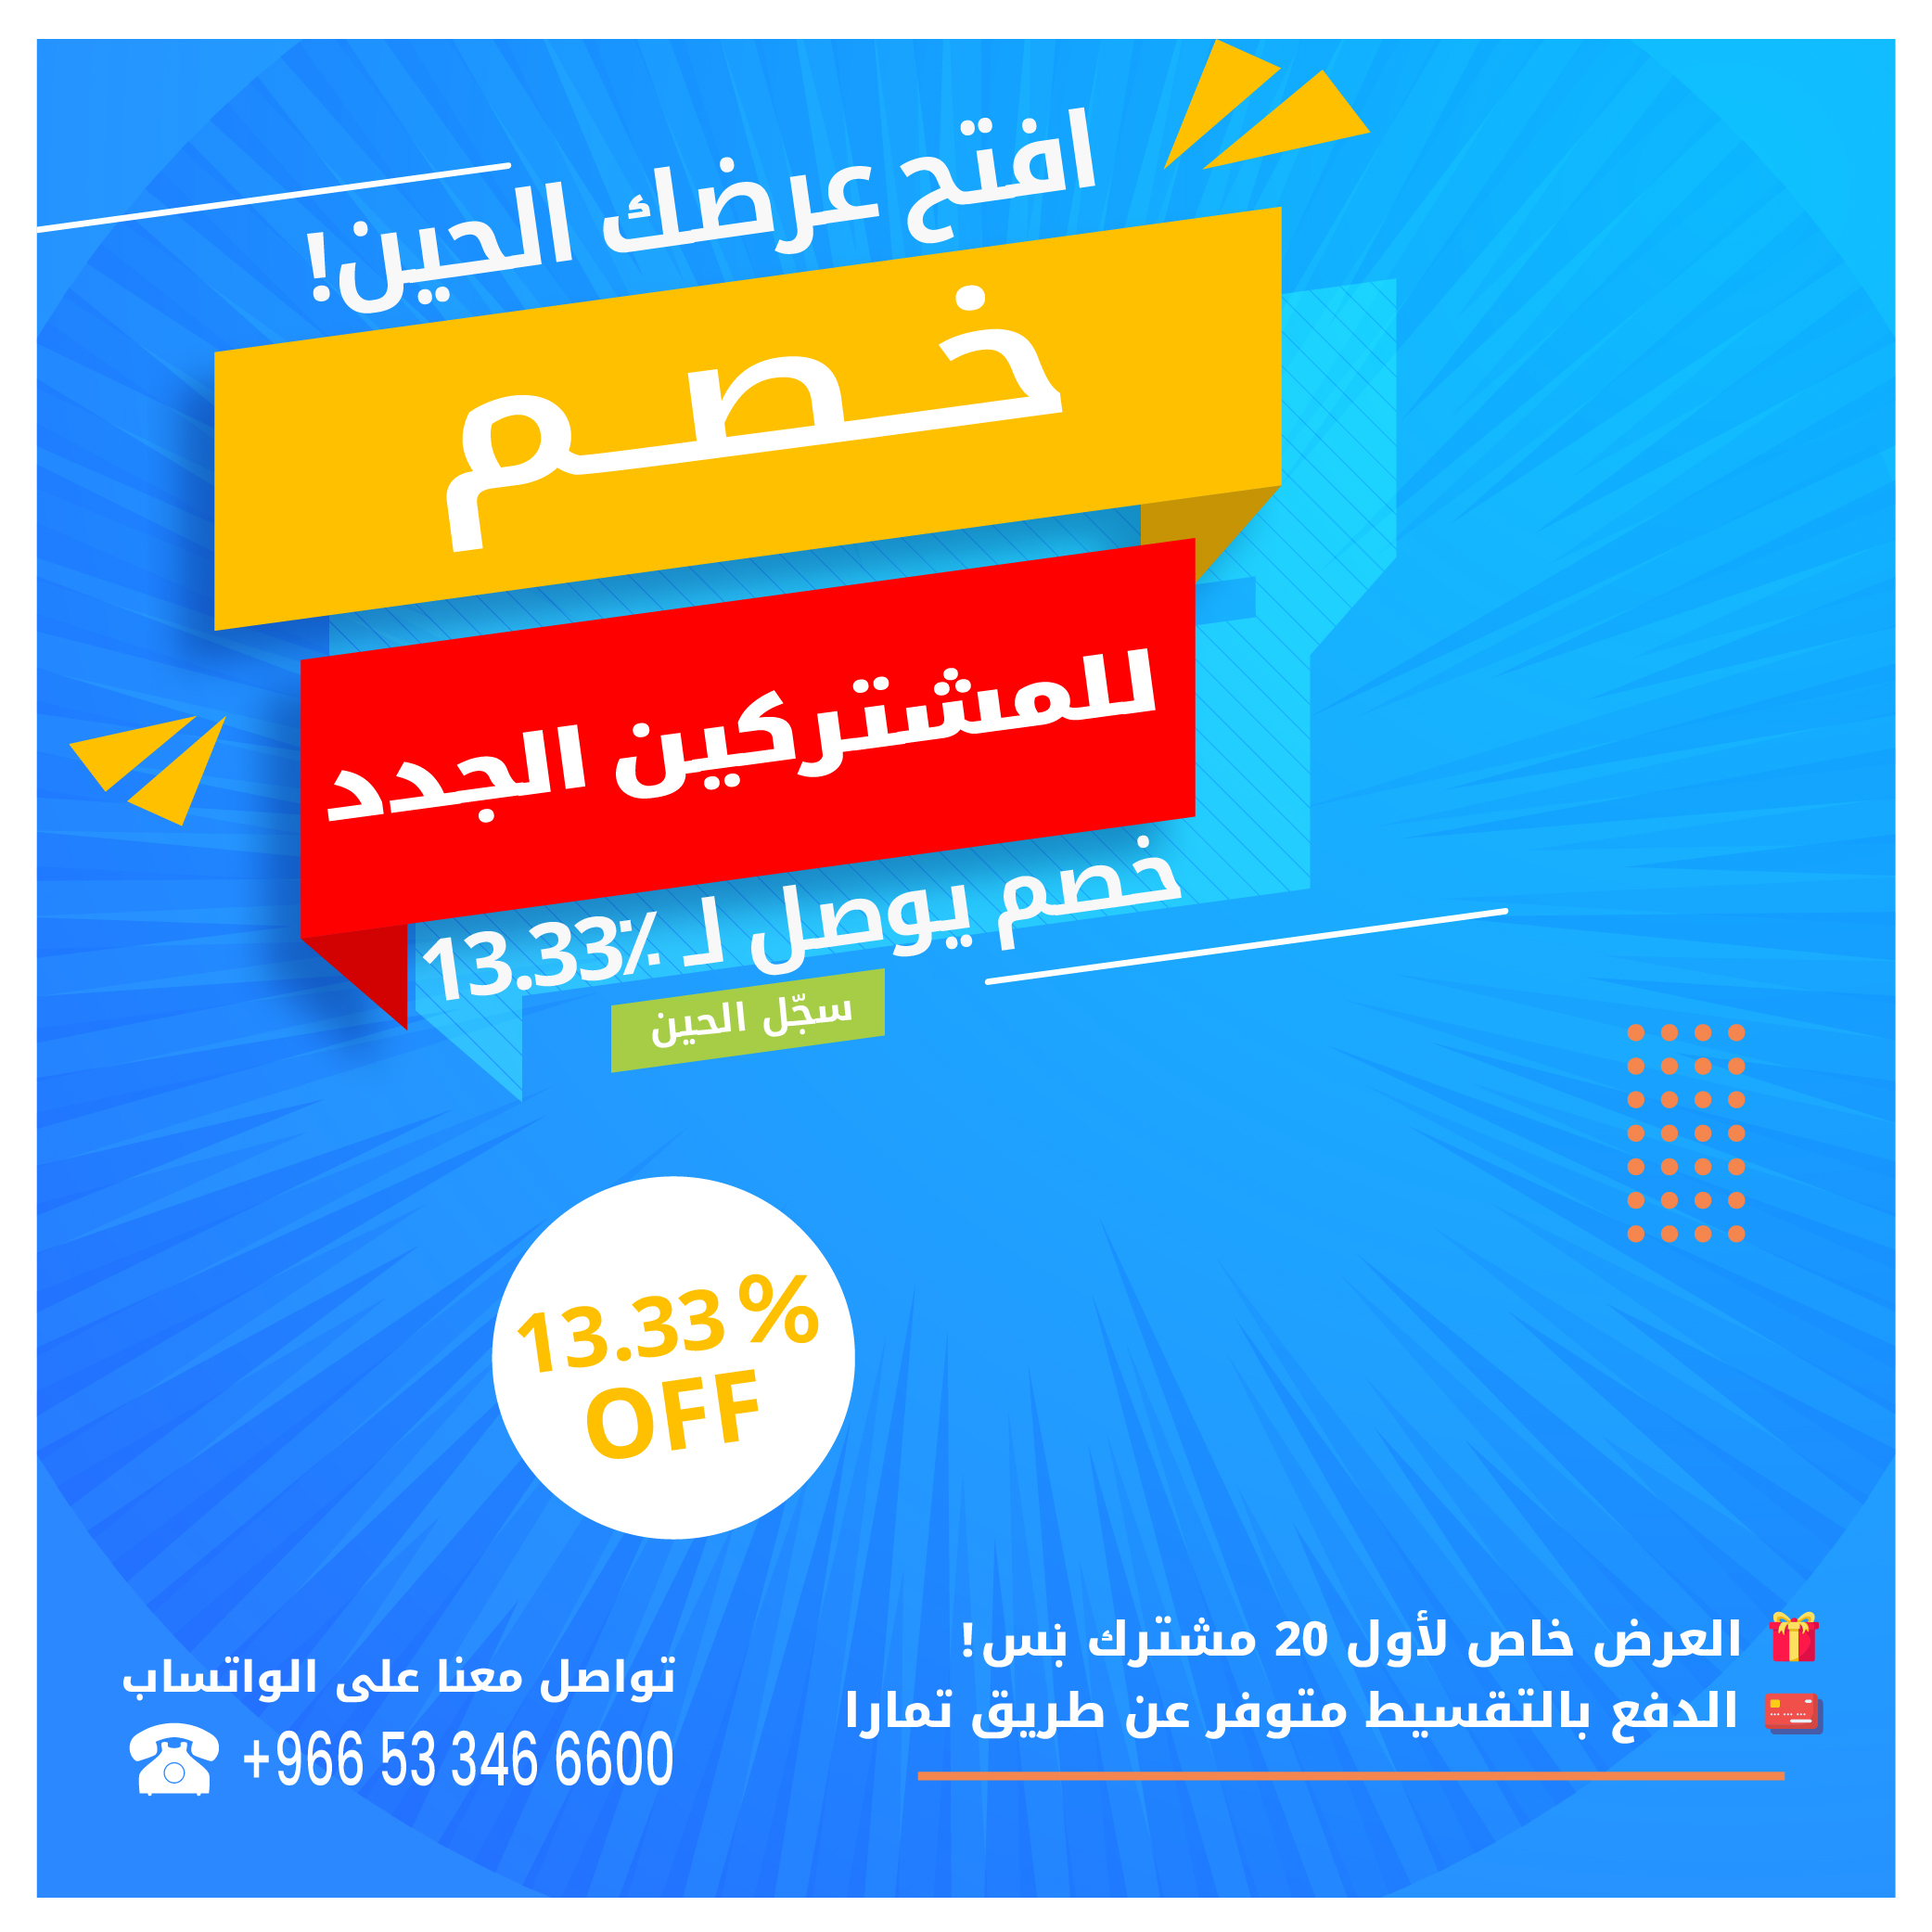 افتح عرضك الحين!
خـــصـــم
للمشتركين الجدد
خصم يوصل لـ 13.33٪
سجّل الحين
13.33%
OFF
العرض خاص لأول 20 مشترك بس!
الدفع بالتقسيط متوفر عن طريق تمارا
تواصل معنا على الواتساب
+966 53 346 6600